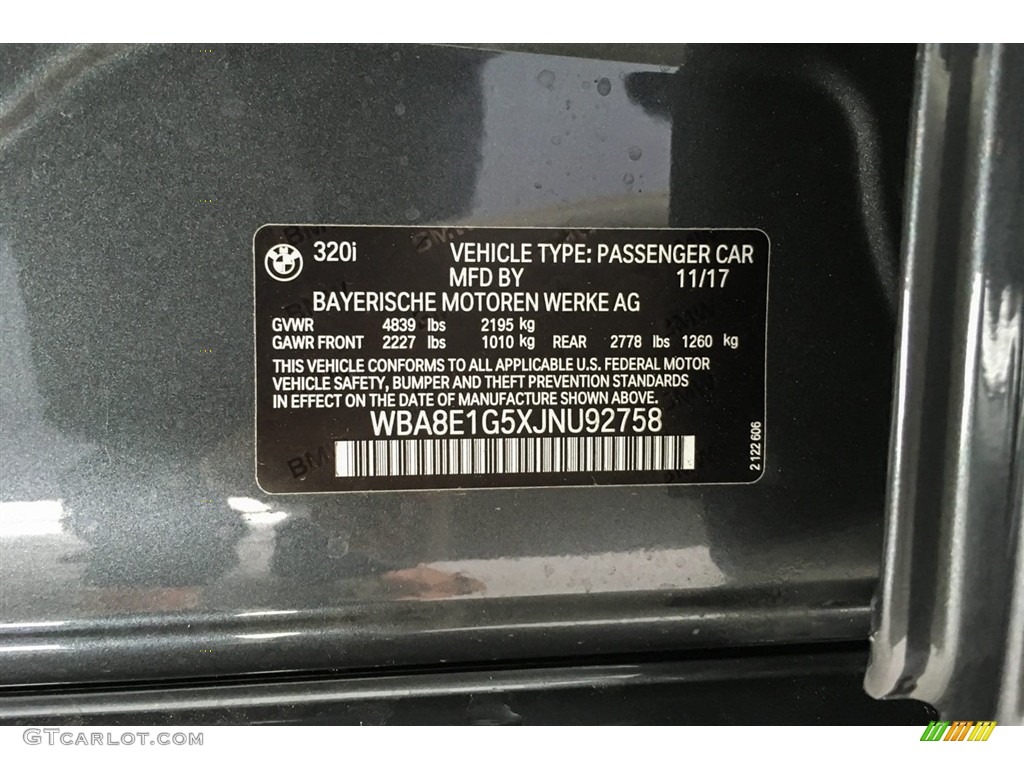 320i VEHICLE TYPE: PASSENGER CAR
MFD BY 11/17
BAYERISCHE MOTOREN WERKE AG
GVWR 4839 lbs 2195 kg
GAWR FRONT 2227 lbs 1010 kg REAR 2778 lbs 1260 kg
THIS VEHICLE CONFORMS TO ALL APPLICABLE U.S. FEDERAL MOTOR
VEHICLE SAFETY, BUMPER AND THEFT PREVENTION STANDARDS
IN EFFECT ON THE DATE OF MANUFACTURE SHOWN ABOVE.
WBA8E1G5XJNU92758
2 122 606
GTCARLOT.COM